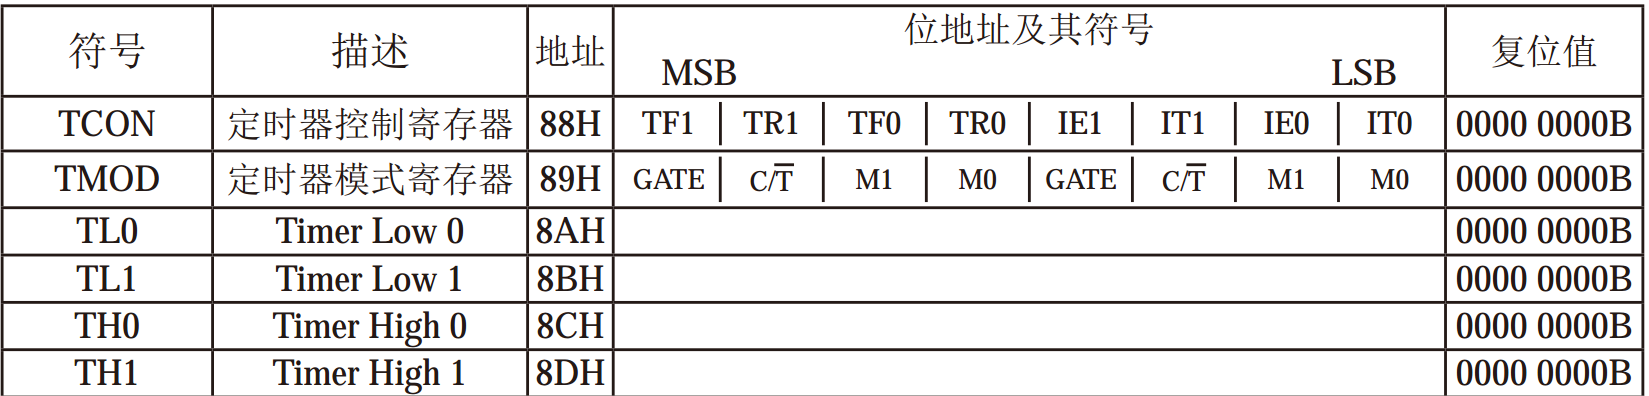 符号 描述 地址 位地址及其符号 复位值
MSB LSB
TCON 定时器控制寄存器 88H TF1 TR1 TF0 TR0 IE1 IT1 IE0 IT0 0000 0000B
TMOD 定时器模式寄存器 89H GATE C/T̅ M1 M0 GATE C/T̅ M1 M0 0000 0000B
TL0 Timer Low 0 8AH 0000 0000B
TL1 Timer Low 1 8BH 0000 0000B
TH0 Timer High 0 8CH 0000 0000B
TH1 Timer High 1 8DH 0000 0000B